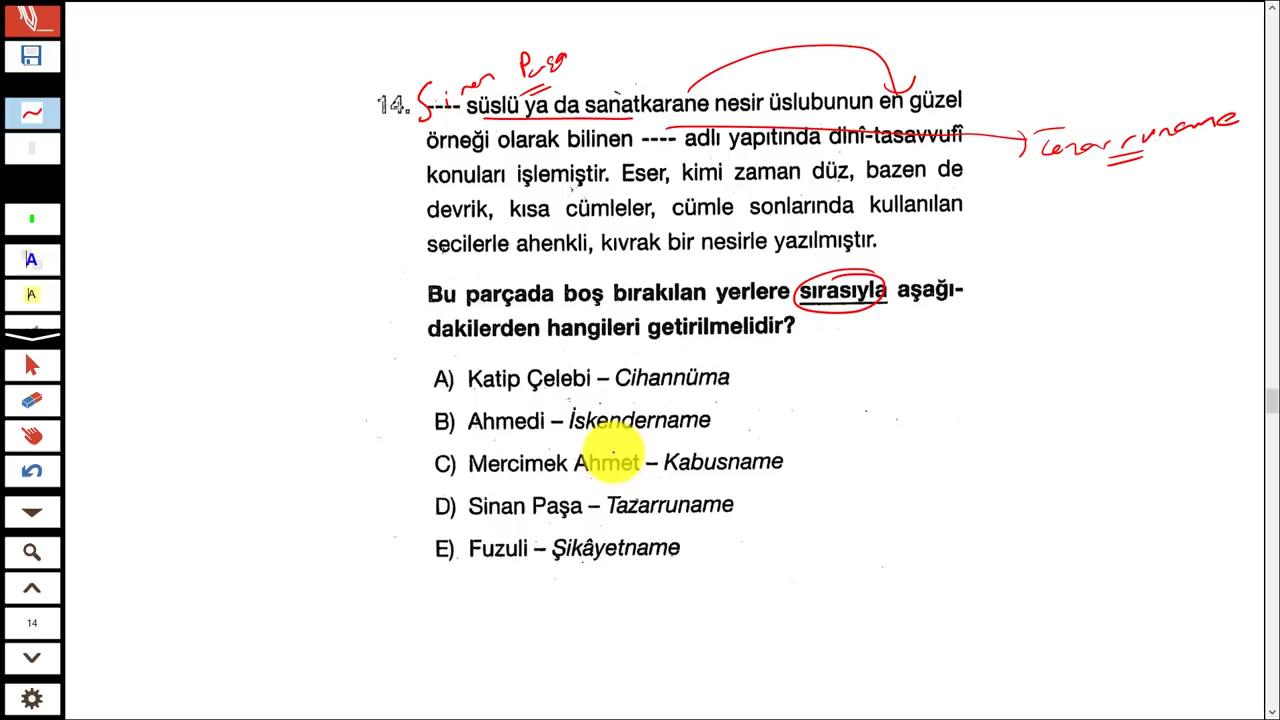 Sinan Paşa
14. ---- süslü ya da sanatkarane nesir üslubunun en güzel
örneği olarak bilinen ---- adlı yapıtında dinî-tasavvufî
Tazarruname
konuları işlemiştir. Eser, kimi zaman düz, bazen de
devrik, kısa cümleler, cümle sonlarında kullanılan
secilerle ahenkli, kıvrak bir nesirle yazılmıştır.
Bu parçada boş bırakılan yerlere sırasıyla aşağı-
dakilerden hangileri getirilmelidir?
A) Katip Çelebi – Cihannüma
B) Ahmedi – İskendername
C) Mercimek Ahmet – Kabusname
D) Sinan Paşa – Tazarruname
E) Fuzuli – Şikâyetname
A
A
14